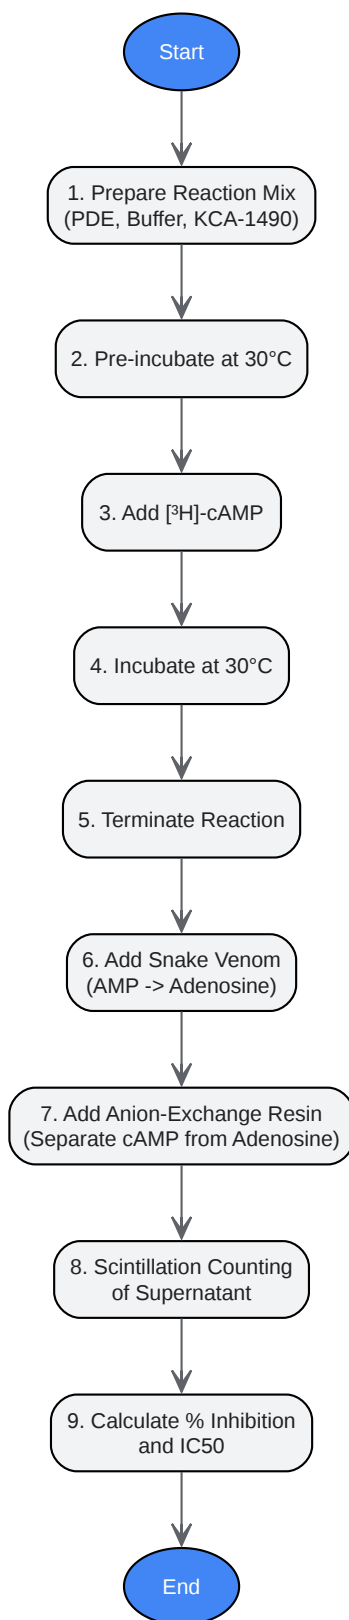 Start
1. Prepare Reaction Mix
(PDE, Buffer, KCA-1490)
2. Pre-incubate at 30°C
3. Add [³H]-cAMP
4. Incubate at 30°C
5. Terminate Reaction
6. Add Snake Venom
(AMP -> Adenosine)
7. Add Anion-Exchange Resin
(Separate cAMP from Adenosine)
8. Scintillation Counting
of Supernatant
9. Calculate % Inhibition
and IC50
End